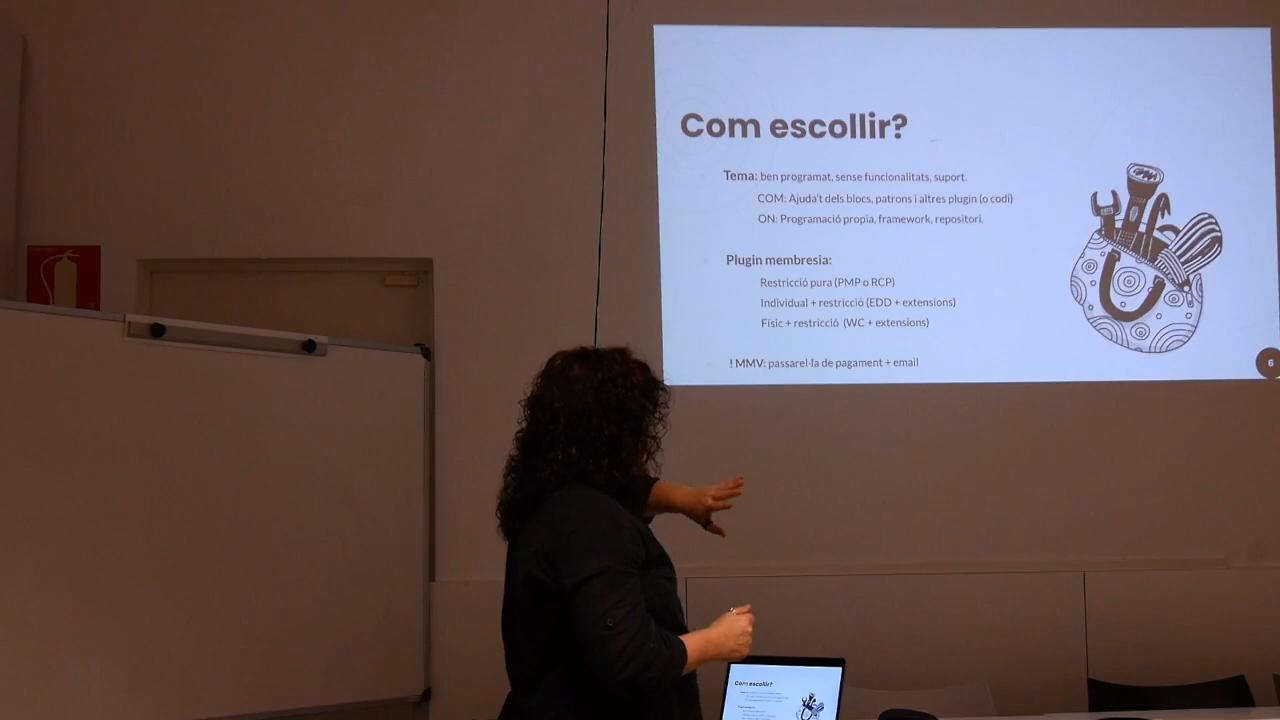 Com escollir?
Tema: ben programat, sense funcionalitats, suport.
COM: Ajuda't dels blocs, patrons i altres plugin (o codi)
ON: Programació propia, framework, repositori.
Plugin membresia:
Restricció pura (PMP o RCP)
Individual + restricció (EDD + extensions)
Físic + restricció (WC + extensions)
! MMV: passarel·la de pagament + email
6
Com escollir?